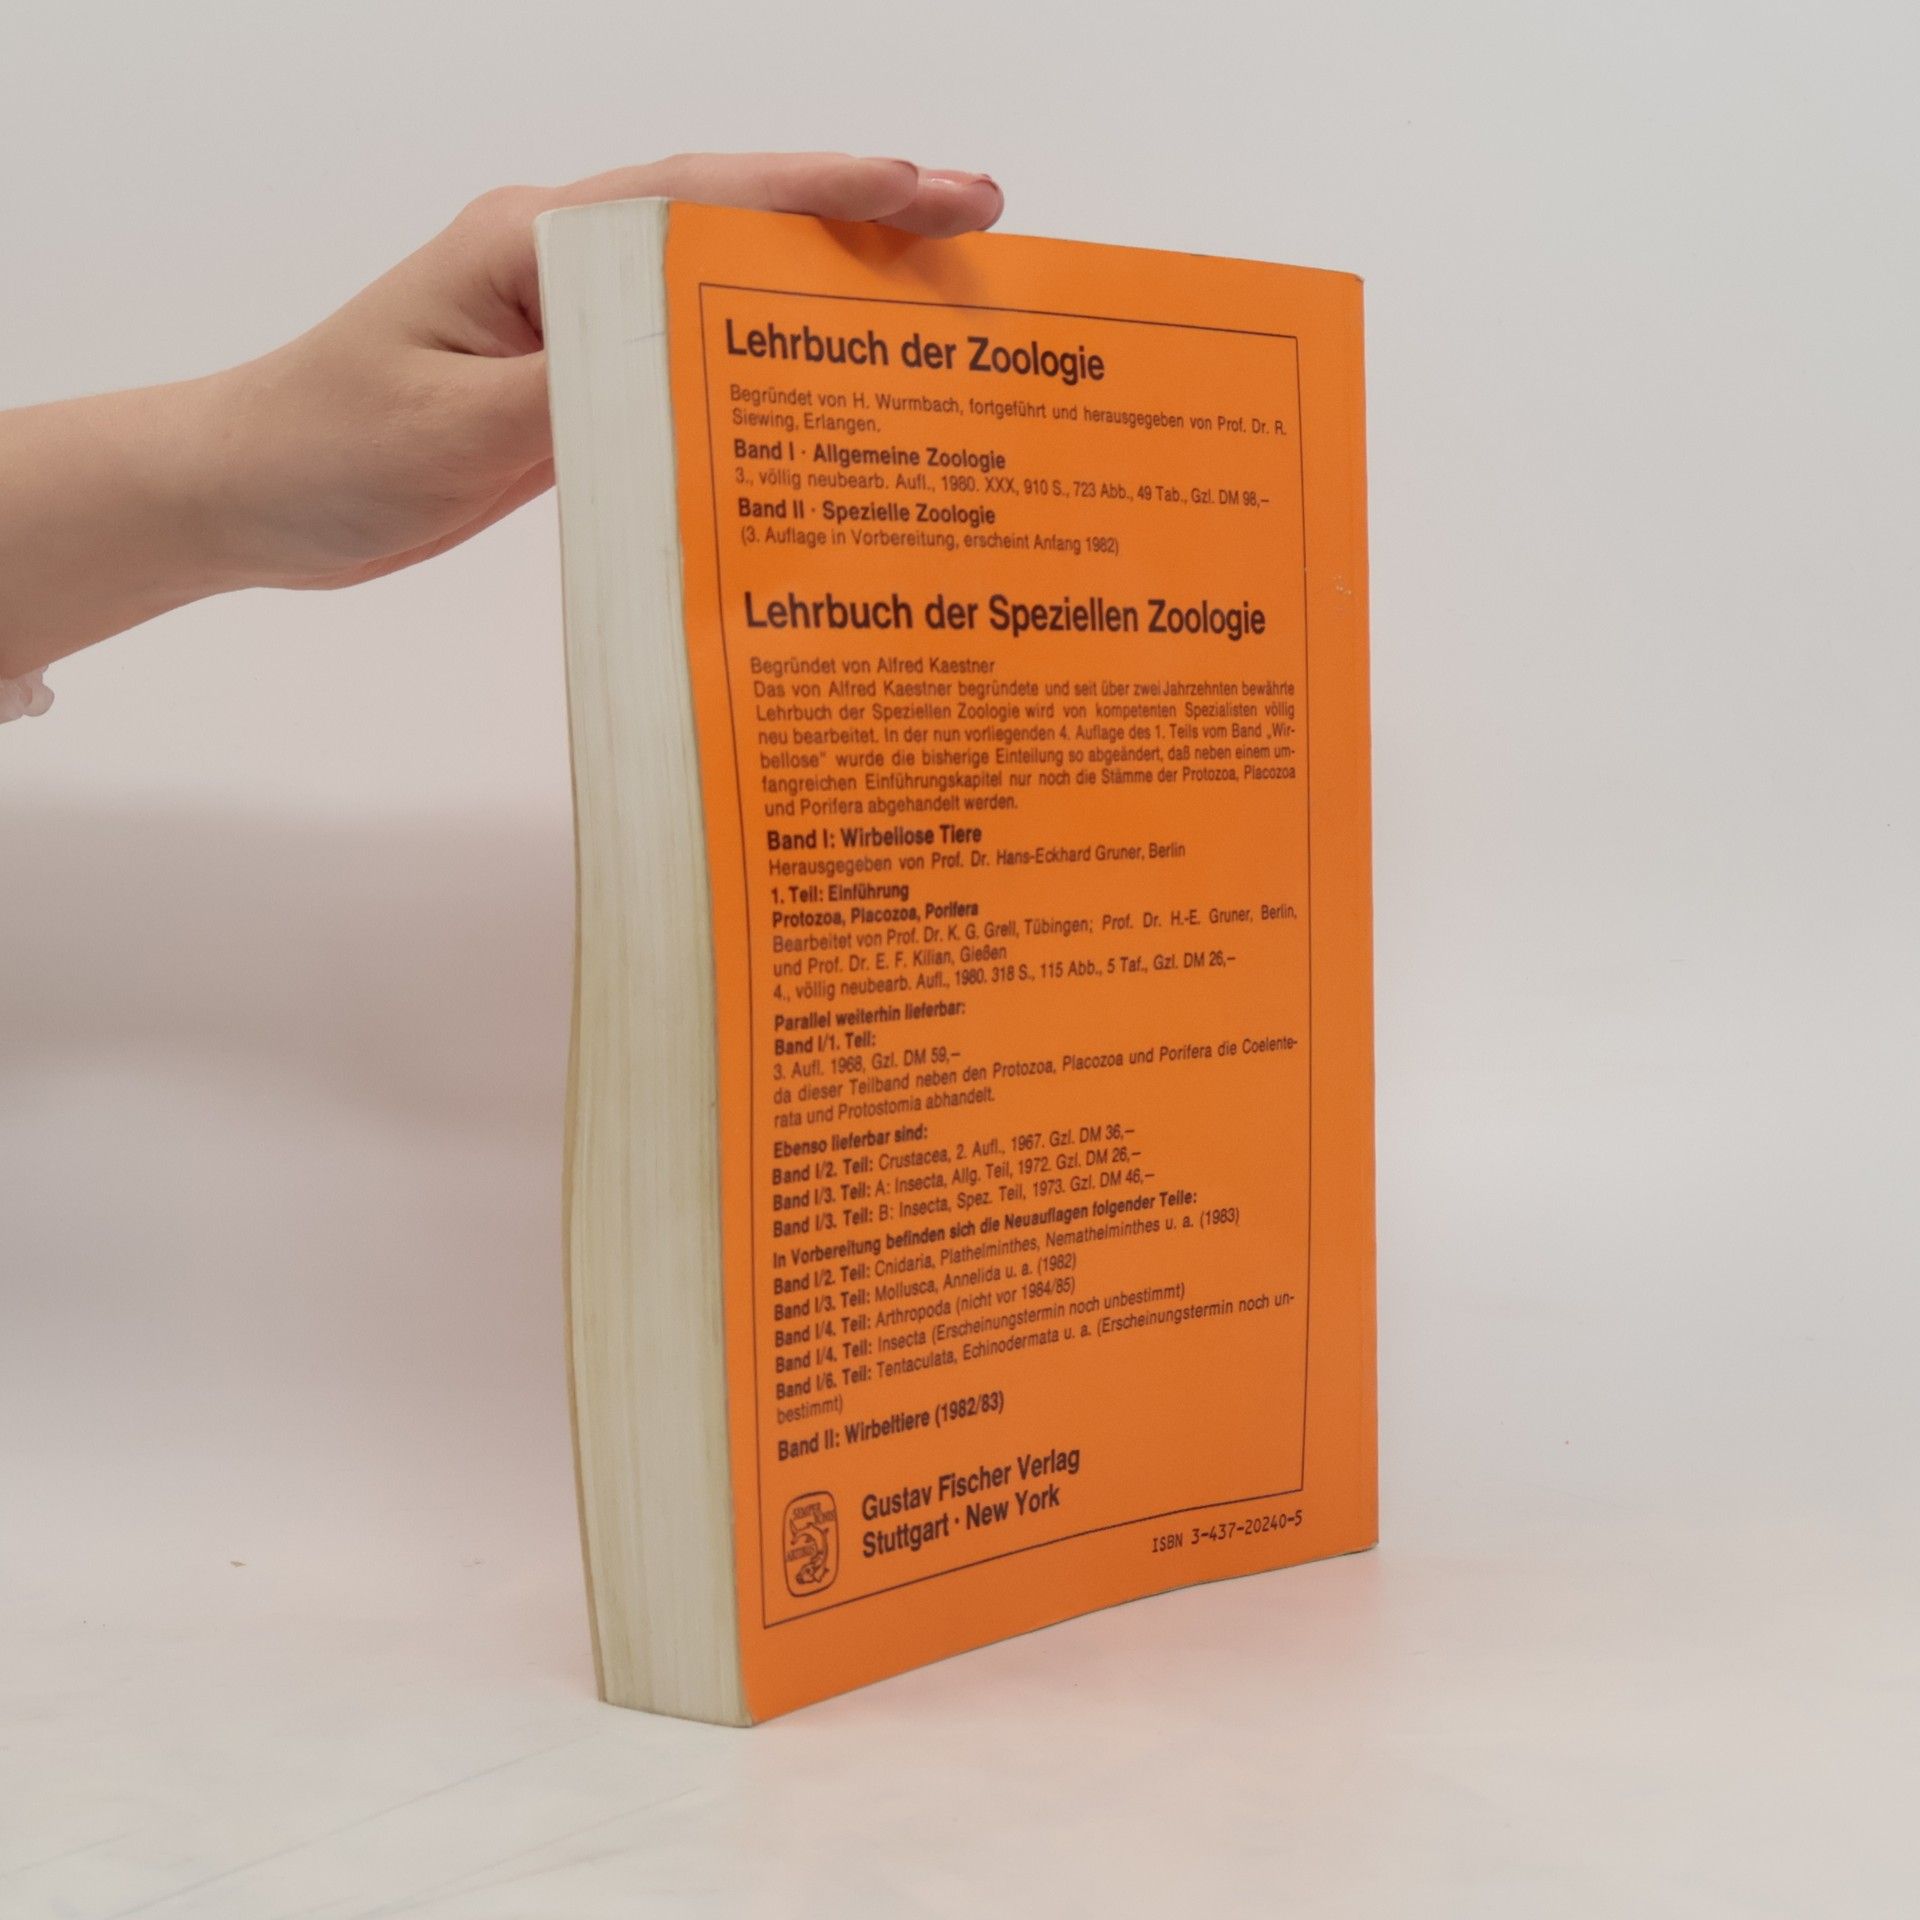 Lehrbuch der Zoologie
Begründet von H. Wurmbach, fortgeführt und herausgegeben von Prof. Dr. R.
Siewing, Erlangen,
Band I · Allgemeine Zoologie
3., völlig neubearb. Aufl., 1980. XXX, 910 S., 723 Abb., 49 Tab., Gzl. DM 98,–
Band II · Spezielle Zoologie
(3. Auflage in Vorbereitung, erscheint Anfang 1982)
Lehrbuch der Speziellen Zoologie
Begründet von Alfred Kaestner
Das von Alfred Kaestner begründete und seit über zwei Jahrzehnten bewährte
Lehrbuch der Speziellen Zoologie wird von kompetenten Spezialisten völlig
neu bearbeitet. In der nun vorliegenden 4. Auflage des 1. Teils vom Band „Wir-
bellose“ wurde die bisherige Einteilung so abgeändert, daß neben einem um-
fangreichen Einführungskapitel nur noch die Stämme der Protozoa, Placozoa
und Porifera abgehandelt werden.
Band I: Wirbellose Tiere
Herausgegeben von Prof. Dr. Hans-Eckhard Gruner, Berlin
1. Teil: Einführung
Protozoa, Placozoa, Porifera
Bearbeitet von Prof. Dr. K. G. Grell, Tübingen; Prof. Dr. H.-E. Gruner, Berlin,
und Prof. Dr. E. F. Kilian, Gießen
4., völlig neubearb. Aufl., 1980. 318 S., 115 Abb., 5 Taf., Gzl. DM 26,–
Parallel weiterhin lieferbar:
Band I/1. Teil:
3. Aufl. 1968, Gzl. DM 59,–
da dieser Teilband neben den Protozoa, Placozoa und Porifera die Coelente-
rata und Protostomia abhandelt.
Ebenso lieferbar sind:
Band I/2. Teil: Crustacea, 2. Aufl., 1967. Gzl. DM 36,–
Band I/3. Teil: A: Insecta, Allg. Teil, 1972. Gzl. DM 26,–
Band I/3. Teil: B: Insecta, Spez. Teil, 1973. Gzl. DM 46,–
In Vorbereitung befinden sich die Neuauflagen folgender Teile:
Band I/2. Teil: Cnidaria, Plathelminthes, Nemathelminthes u. a. (1983)
Band I/3. Teil: Mollusca, Annelida u. a. (1982)
Band I/4. Teil: Arthropoda (nicht vor 1984/85)
Band I/4. Teil: Insecta (Erscheinungstermin noch unbestimmt)
Band I/6. Teil: Tentaculata, Echinodermata u. a. (Erscheinungstermin noch un-
bestimmt)
Band II: Wirbeltiere (1982/83)
SEMPER
BONIS
ARTIBUS
Gustav Fischer Verlag
Stuttgart · New York
ISBN 3-437-20240-5